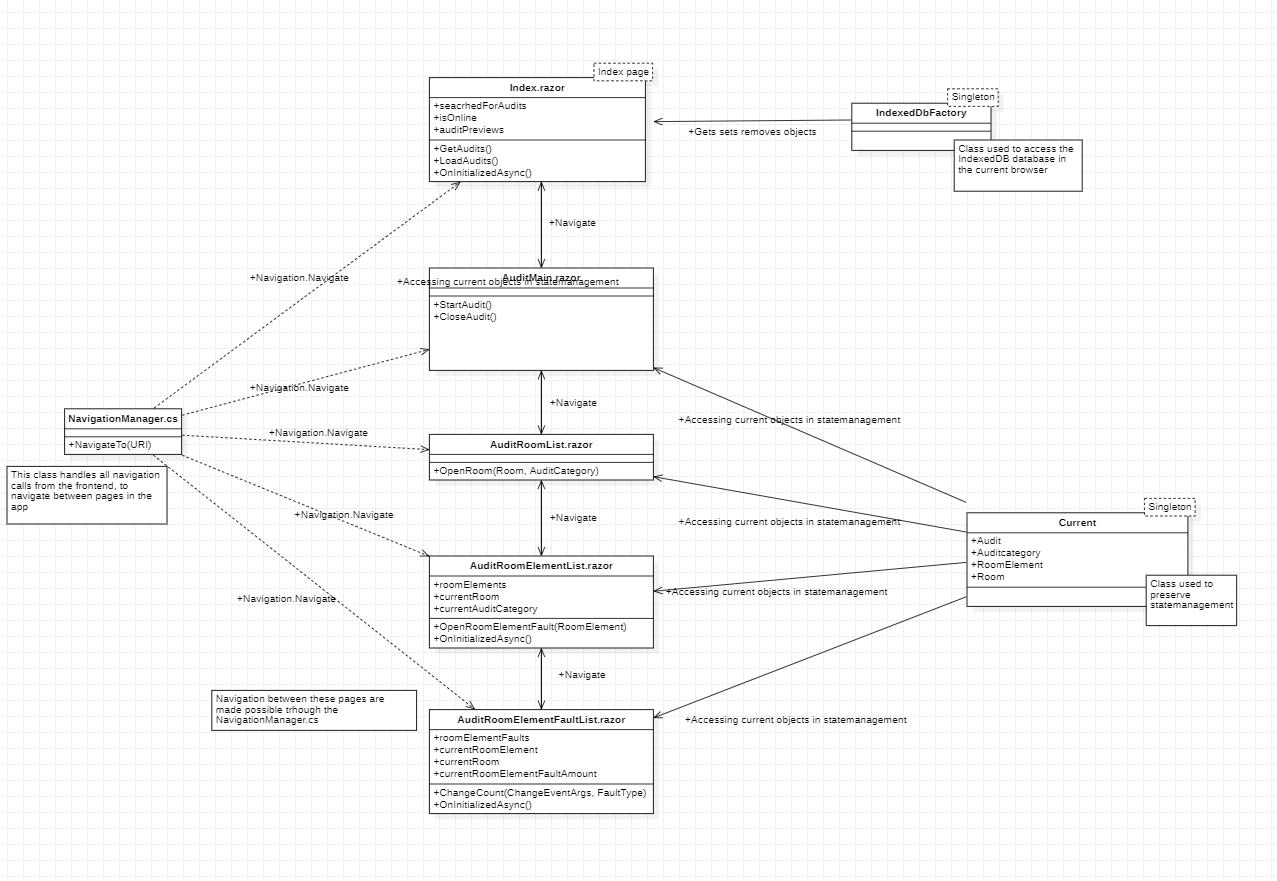 Index page
Index.razor
+seacrhedForAudits
+isOnline
+auditPreviews
+GetAudits()
+LoadAudits()
+OnInitializedAsync()
Singleton
IndexedDbFactory
+Gets sets removes objects
Class used to access the
IndexedDB database in
the current browser
+Navigate
+Navigation.Navigate
AuditMain.razor
+Accessing current objects in statemanagement
+StartAudit()
+CloseAudit()
+Navigation.Navigate
+Navigate
+Accessing current objects in statemanagement
NavigationManager.cs
+NavigateTo(URI)
+Navigation.Navigate
This class handles all navigation
calls from the frontend, to
navigate between pages in the
app
AuditRoomList.razor
+OpenRoom(Room, AuditCategory)
+Navigation.Navigate
+Navigate
+Accessing current objects in statemanagement
Singleton
Current
+Audit
+Auditcategory
+RoomElement
+Room
Class used to
preserve
statemanagement
AuditRoomElementList.razor
+roomElements
+currentRoom
+currentAuditCategory
+OpenRoomElementFault(RoomElement)
+OnInitializedAsync()
+Accessing current objects in statemanagement
+Navigation.Navigate
+Navigate
Navigation between these pages are
made possible trhough the
NavigationManager.cs
AuditRoomElementFaultList.razor
+roomElementFaults
+currentRoomElement
+currentRoom
+currentRoomElementFaultAmount
+ChangeCount(ChangeEventArgs, FaultType)
+OnInitializedAsync()
+Accessing current objects in statemanagement